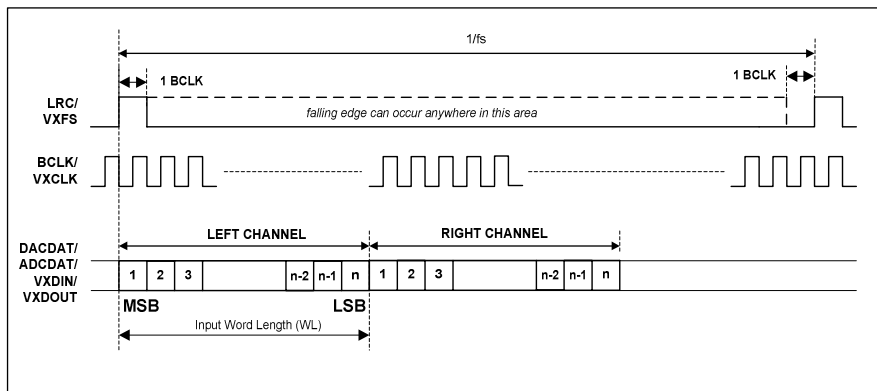 1/fs
1 BCLK
1 BCLK
LRC/
VXFS
falling edge can occur anywhere in this area
BCLK/
VXCLK
LEFT CHANNEL
RIGHT CHANNEL
DACDAT/
ADCDAT/
VXDIN/
VXDOUT
1 2 3 n-2 n-1 n 1 2 3 n-2 n-1 n
MSB LSB
Input Word Length (WL)